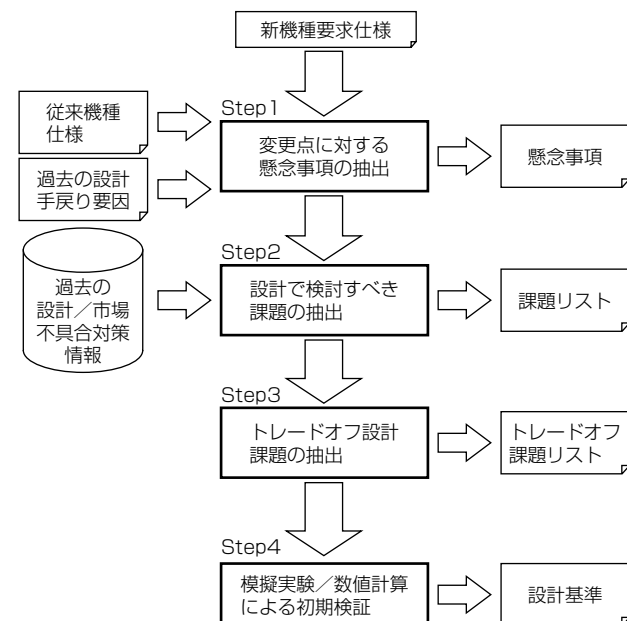 新機種要求仕様
従来機種
仕様
過去の設計
手戻り要因
Step1
変更点に対する
懸念事項の抽出
懸念事項
過去の
設計／市場
不具合対策
情報
Step2
設計で検討すべき
課題の抽出
課題リスト
Step3
トレードオフ設計
課題の抽出
トレードオフ
課題リスト
Step4
模擬実験／数値計算
による初期検証
設計基準